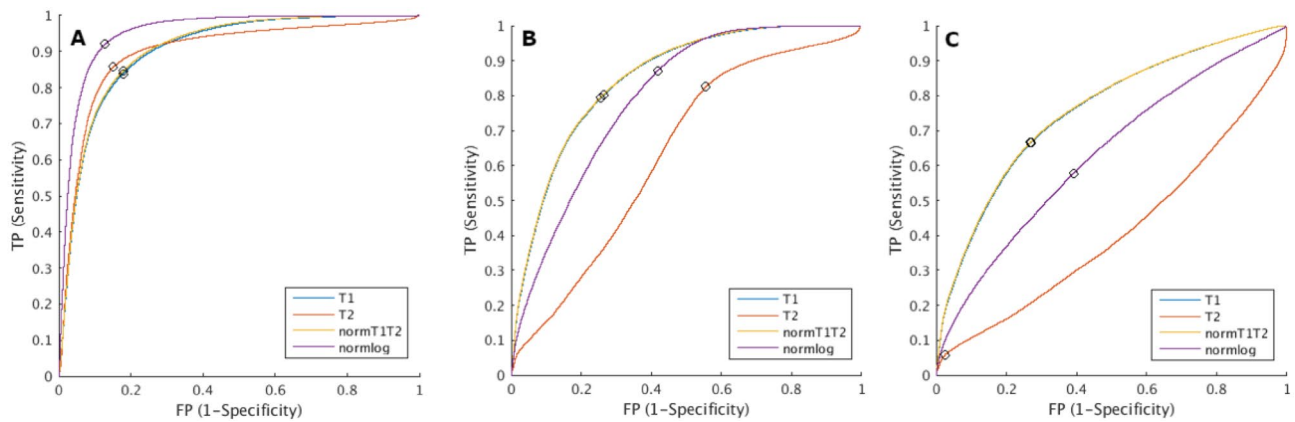 A
TP (Sensitivity)
1
0.9
0.8
0.7
0.6
0.5
0.4
0.3
0.2
0.1
0
0 0.2 0.4 0.6 0.8 1
FP (1-Specificity)
T1
T2
normT1T2
normlog
B
TP (Sensitivity)
1
0.9
0.8
0.7
0.6
0.5
0.4
0.3
0.2
0.1
0
0 0.2 0.4 0.6 0.8 1
FP (1-Specificity)
T1
T2
normT1T2
normlog
C
TP (Sensitivity)
1
0.9
0.8
0.7
0.6
0.5
0.4
0.3
0.2
0.1
0
0 0.2 0.4 0.6 0.8 1
FP (1-Specificity)
T1
T2
normT1T2
normlog